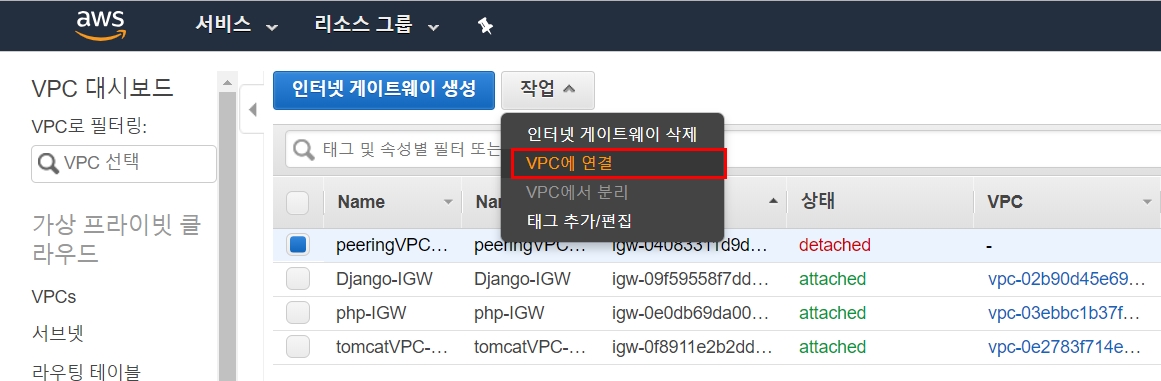 aws 서비스 리소스 그룹
VPC 대시보드
VPC로 필터링:
VPC 선택
가상 프라이빗 클
라우드
VPCs
서브넷
라우팅 테이블
인터넷 게이트웨이 생성 작업
인터넷 게이트웨이 삭제
VPC에 연결
VPC에서 분리
태그 추가/편집
태그 및 속성별 필터 또는
Name 상태 VPC
peeringVPC... peeringVPC... igw-04083311d9d... detached -
Django-IGW Django-IGW igw-09f59558f7dd... attached vpc-02b90d45e69...
php-IGW php-IGW igw-0e0db69da00... attached vpc-03ebbc1b37f...
tomcatVPC-... tomcatVPC-... igw-0f8911e2b2dd... attached vpc-0e2783f714e...